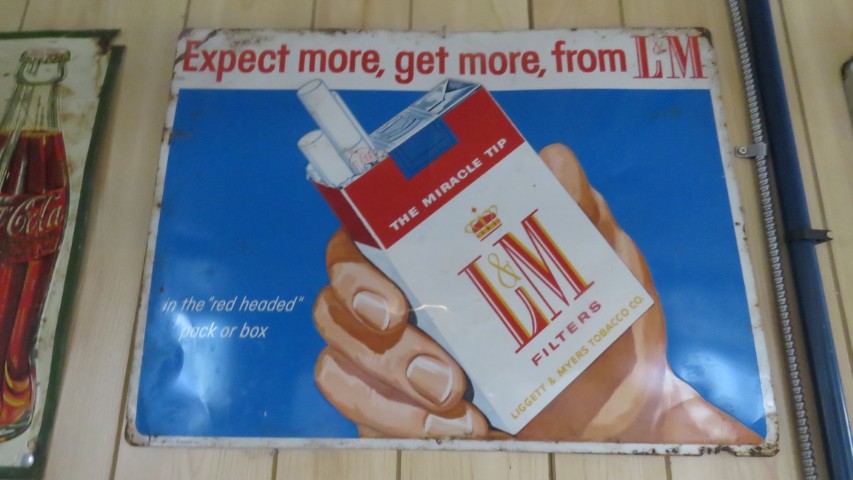 Expect more, get more, from L&M
THE MIRACLE TIP
L&M
FILTERS
LIGGETT & MYERS TOBACCO CO.
in the "red headed"
pack or box
Coca-Cola